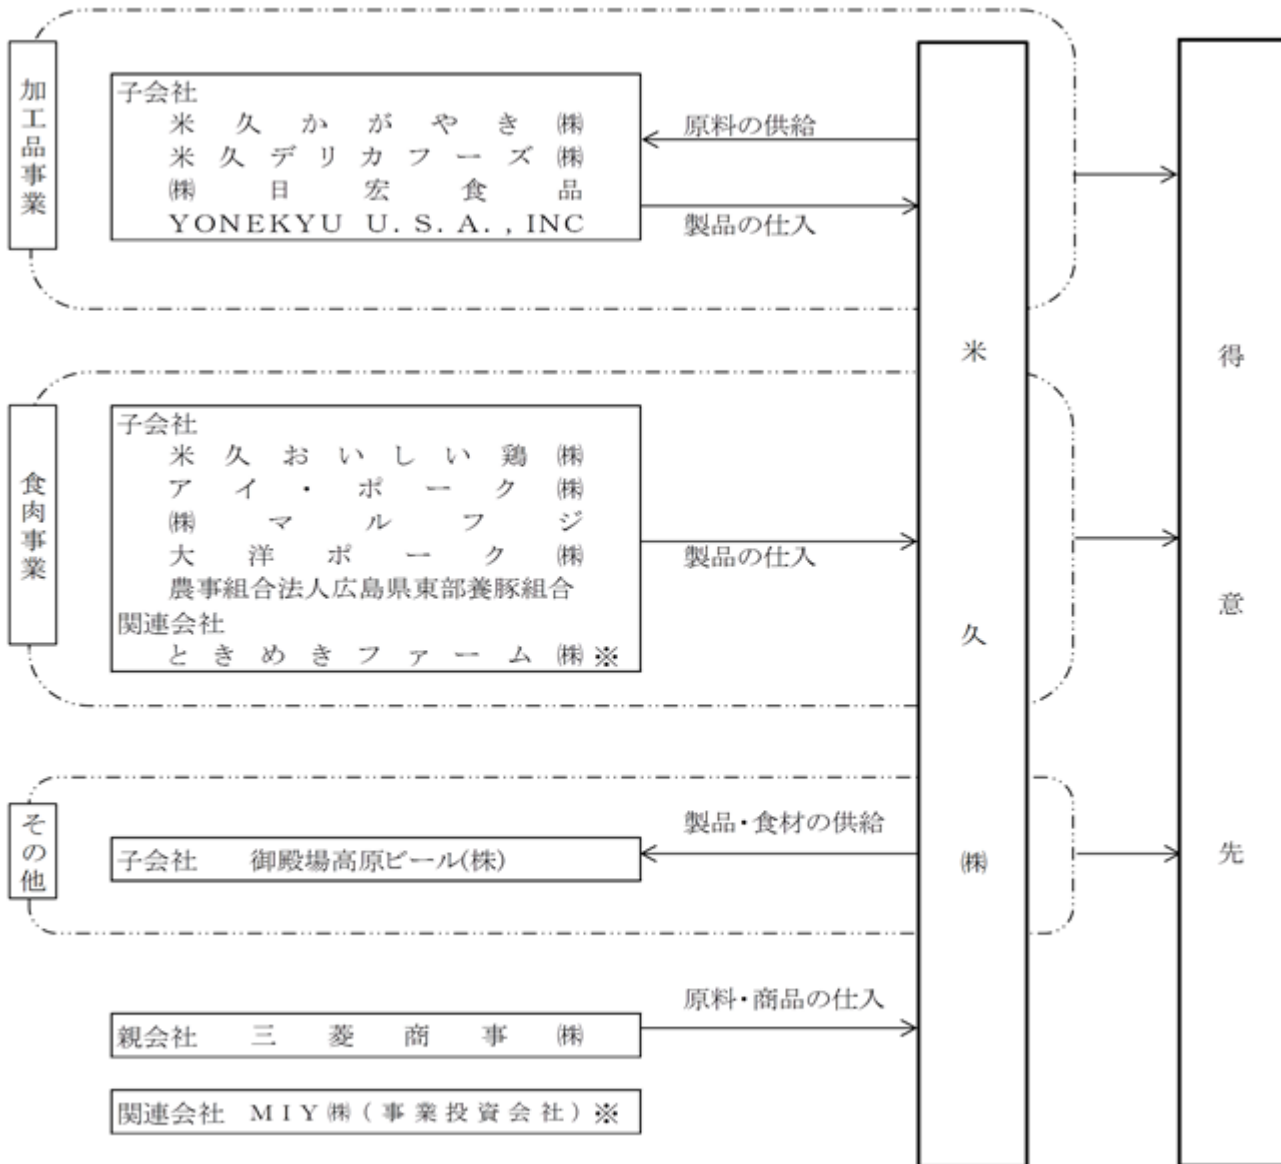 加工品事業
子会社
米久かがやき㈱
米久デリカフーズ㈱
㈱日宏食品
YONEKYU U.S.A.,INC
原料の供給
製品の仕入
食肉事業
子会社
米久おいしい鶏㈱
アイ・ポーク㈱
㈱マルフジ
大洋ポーク㈱
農事組合法人広島県東部養豚組合
関連会社
ときめきファーム㈱※
製品の仕入
その他
子会社 御殿場高原ビール(株)
製品・食材の供給
親会社 三菱商事㈱
原料・商品の仕入
関連会社 MIY㈱(事業投資会社)※
米久㈱
得意先